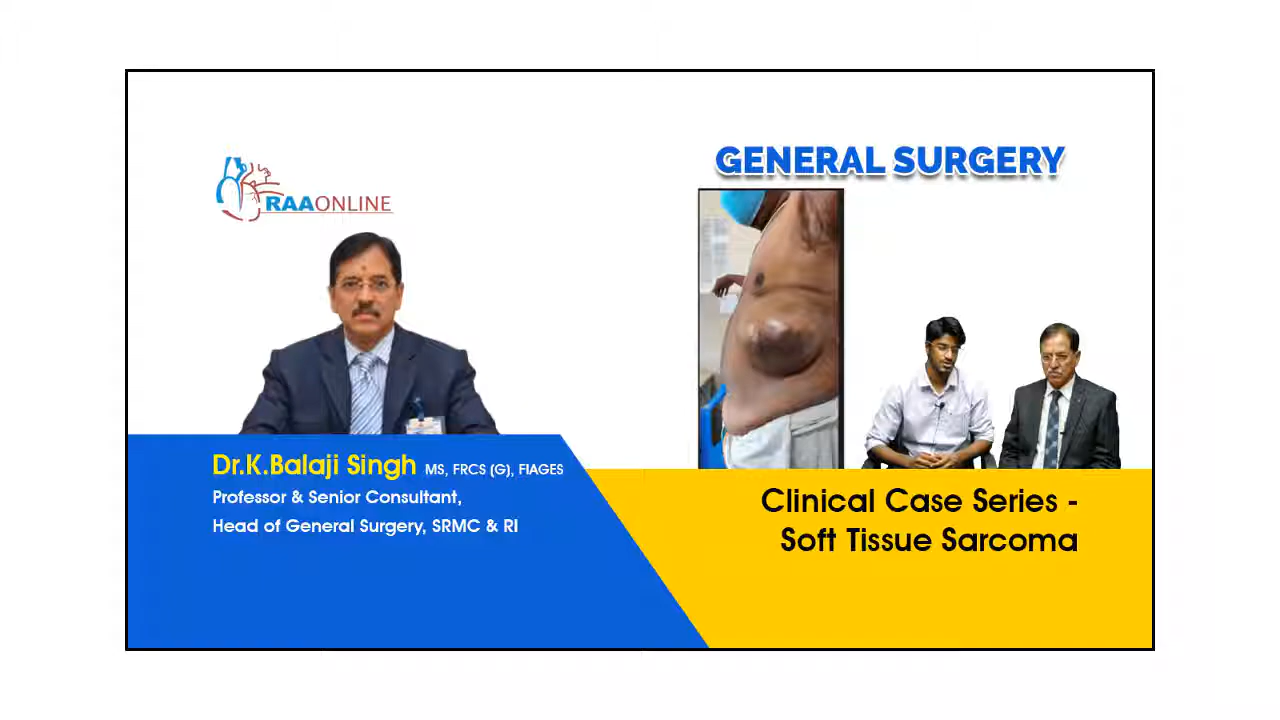 RAAONLINE
Dr.K.Balaji Singh MS, FRCS (G), FIAGES
Professor & Senior Consultant,
Head of General Surgery, SRMC & RI
GENERAL SURGERY
Clinical Case Series -
Soft Tissue Sarcoma